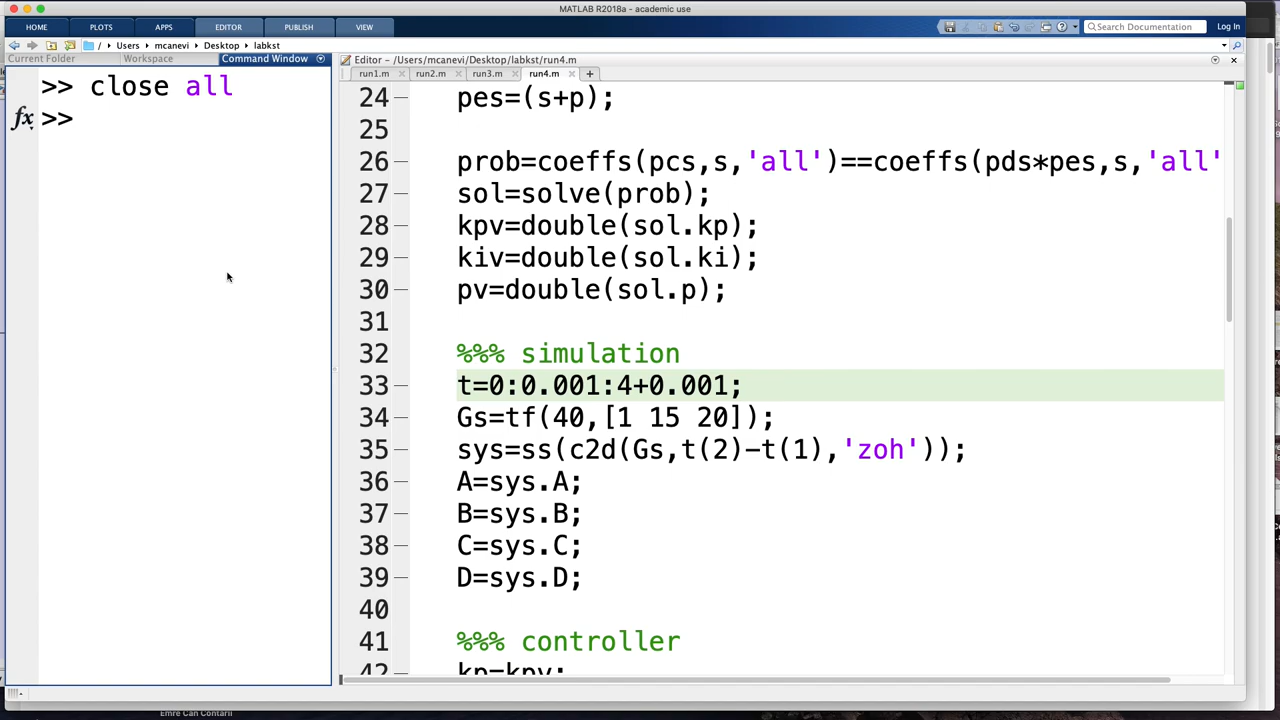 MATLAB R2018a - academic use
HOME PLOTS APPS EDITOR PUBLISH VIEW Search Documentation Log In
/ Users mcanevi Desktop labkst
Current Folder Workspace Command Window
>> close all
fx >>
Editor - /Users/mcanevi/Desktop/labkst/run4.m
run1.m run2.m run3.m run4.m
24 pes=(s+p);
25
26 prob=coeffs(pcs,s,'all')==coeffs(pds*pes,s,'all'
27 sol=solve(prob);
28 kpv=double(sol.kp);
29 kiv=double(sol.ki);
30 pv=double(sol.p);
31
32 %%% simulation
33 t=0:0.001:4+0.001;
34 Gs=tf(40,[1 15 20]);
35 sys=ss(c2d(Gs,t(2)-t(1),'zoh'));
36 A=sys.A;
37 B=sys.B;
38 C=sys.C;
39 D=sys.D;
40
41 %%% controller
42 kp=kpv;
Emre Can Contarli